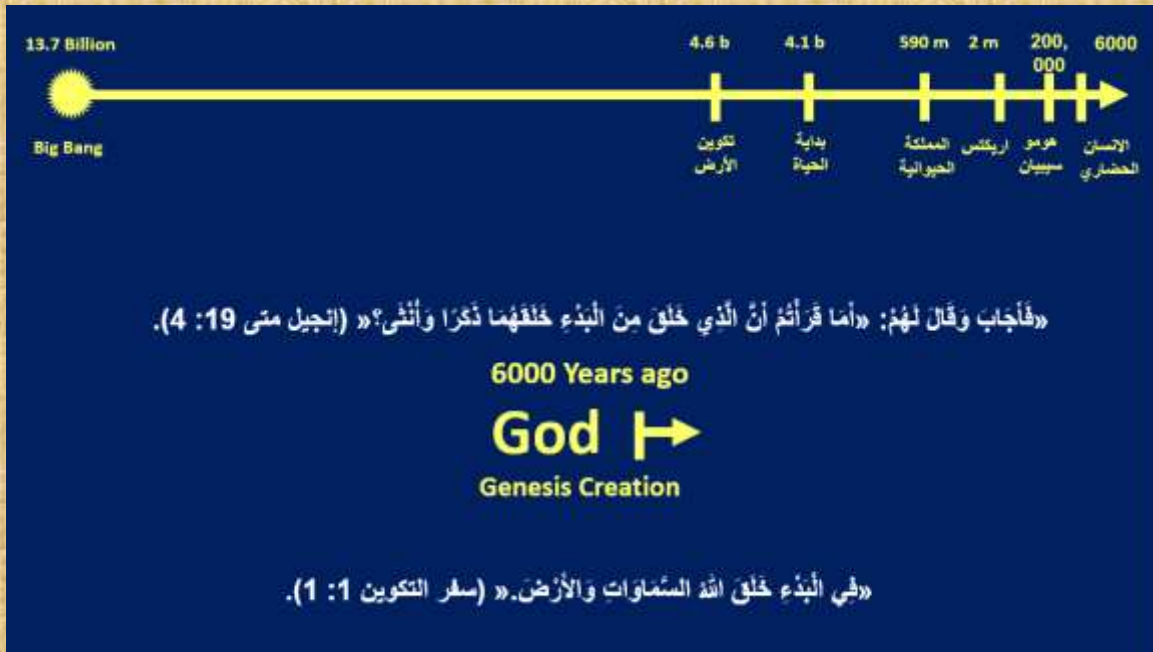 13.7 Billion
4.6 b
4.1 b
590 m
2 m
200,
000
6000
Big Bang
تكوين
الأرض
بداية
الحياة
المملكة
الحيوانية
اريكتس
هومو
سيبيان
الانسان
الحضاري
«فَأَجَابَ وَقَالَ لَهُمْ: «أَمَا قَرَأْتُمْ أَنَّ الَّذِي خَلَقَ مِنَ الْبَدْءِ خَلَقَهُمَا ذَكَرًا وَأُنْثَى؟« (إنجيل متى 19: 4).
6000 Years ago
God
Genesis Creation
«فِي الْبَدْءِ خَلَقَ اللهُ السَّمَاوَاتِ وَالأَرْضَ.« (سفر التكوين 1: 1).